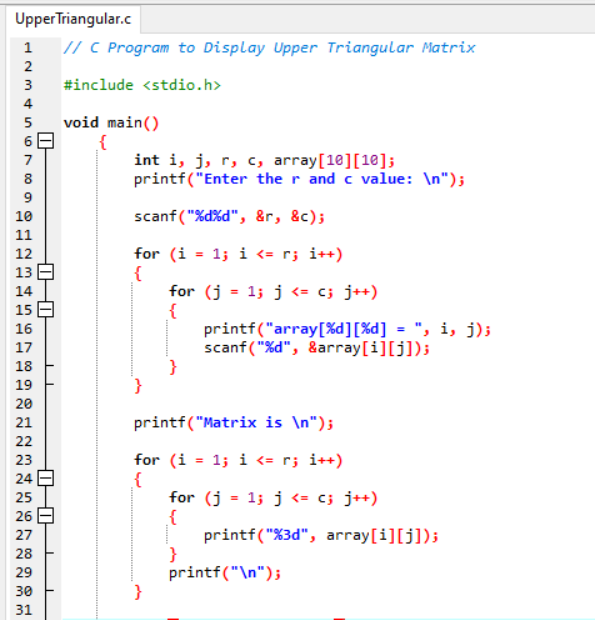 UpperTriangular.c
1 // C Program to Display Upper Triangular Matrix
2
3 #include <stdio.h>
4
5 void main()
6 {
7 int i, j, r, c, array[10][10];
8 printf("Enter the r and c value: \n");
9
10 scanf("%d%d", &r, &c);
11
12 for (i = 1; i <= r; i++)
13 {
14 for (j = 1; j <= c; j++)
15 {
16 printf("array[%d][%d] = ", i, j);
17 scanf("%d", &array[i][j]);
18 }
19 }
20
21 printf("Matrix is \n");
22
23 for (i = 1; i <= r; i++)
24 {
25 for (j = 1; j <= c; j++)
26 {
27 printf("%3d", array[i][j]);
28 }
29 printf("\n");
30 }
31